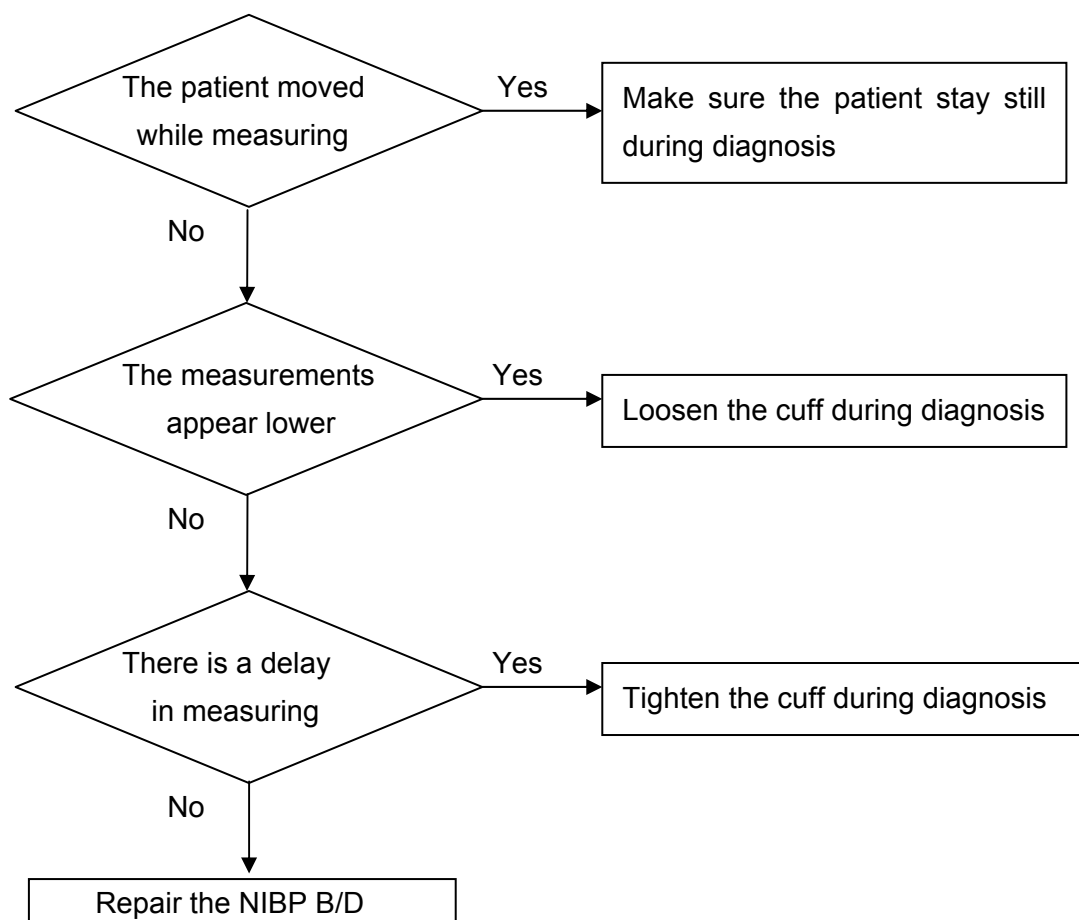 The patient moved
while measuring
Yes
Make sure the patient stay still
during diagnosis
No
The measurements
appear lower
Yes
Loosen the cuff during diagnosis
No
There is a delay
in measuring
Yes
Tighten the cuff during diagnosis
No
Repair the NIBP B/D